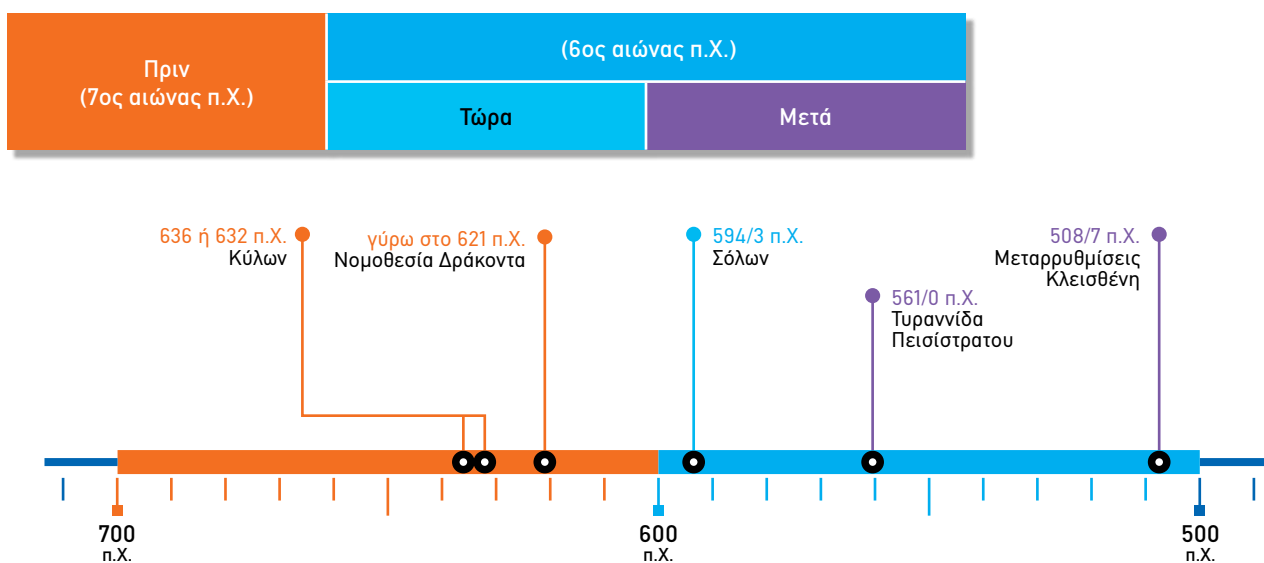 Πριν
(7ος αιώνας π.Χ.)
(6ος αιώνας π.Χ.)
Τώρα
Μετά
636 ή 632 π.Χ.
Κύλων
γύρω στο 621 π.Χ.
Νομοθεσία Δράκοντα
594/3 π.Χ.
Σόλων
561/0 π.Χ.
Τυραννίδα
Πεισίστρατου
508/7 π.Χ.
Μεταρρυθμίσεις
Κλεισθένη
700
π.Χ.
600
π.Χ.
500
π.Χ.